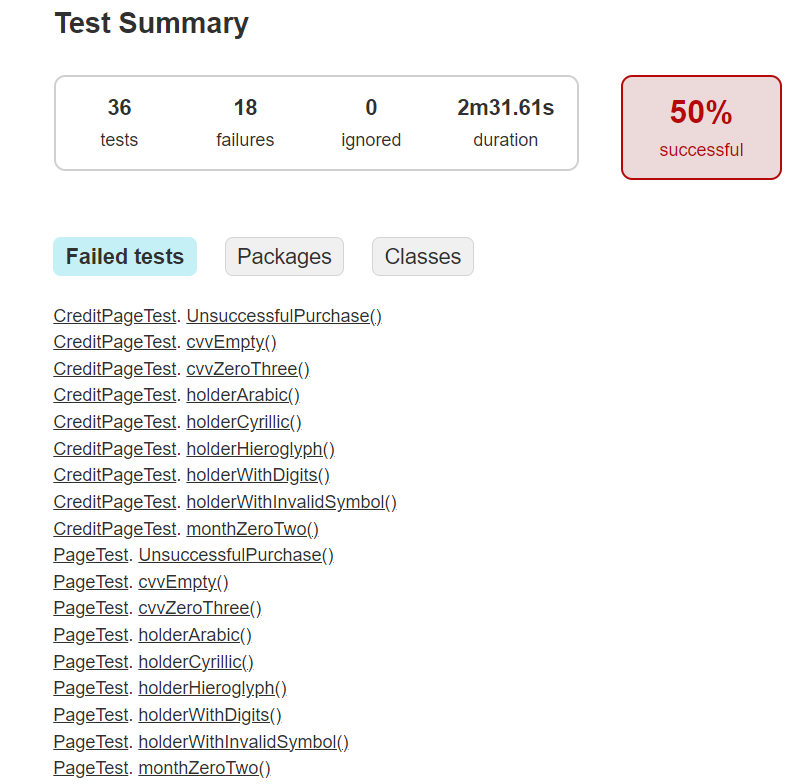 Test Summary
36 18 0 2m31.61s
tests failures ignored duration
50%
successful
Failed tests Packages Classes
CreditPageTest. UnsuccessfulPurchase()
CreditPageTest. cvvEmpty()
CreditPageTest. cvvZeroThree()
CreditPageTest. holderArabic()
CreditPageTest. holderCyrillic()
CreditPageTest. holderHieroglyph()
CreditPageTest. holderWithDigits()
CreditPageTest. holderWithInvalidSymbol()
CreditPageTest. monthZeroTwo()
PageTest. UnsuccessfulPurchase()
PageTest. cvvEmpty()
PageTest. cvvZeroThree()
PageTest. holderArabic()
PageTest. holderCyrillic()
PageTest. holderHieroglyph()
PageTest. holderWithDigits()
PageTest. holderWithInvalidSymbol()
PageTest. monthZeroTwo()